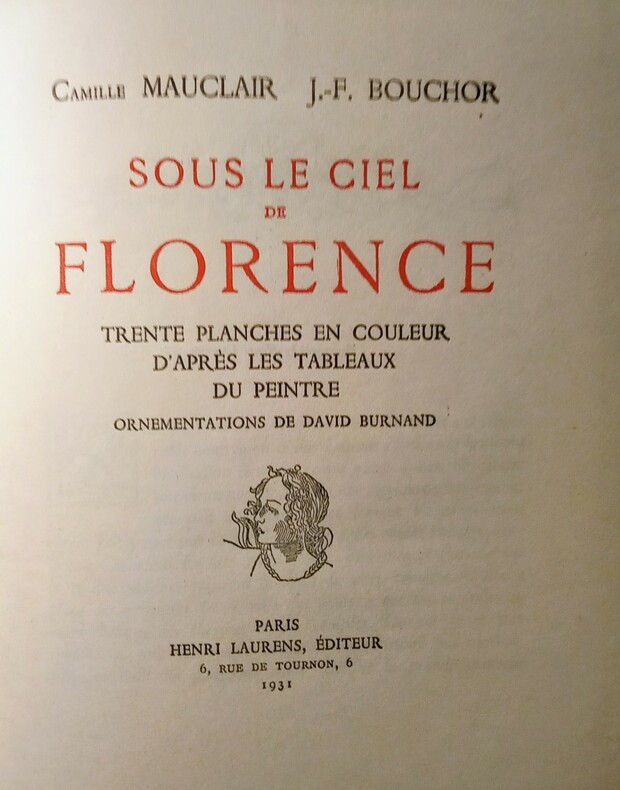 Camille MAUCLAIR J.-F. BOUCHOR
SOUS LE CIEL
DE
FLORENCE
TRENTE PLANCHES EN COULEUR
D'APRÈS LES TABLEAUX
DU PEINTRE
ORNEMENTATIONS DE DAVID BURNAND
PARIS
HENRI LAURENS, ÉDITEUR
6, RUE DE TOURNON, 6
1931